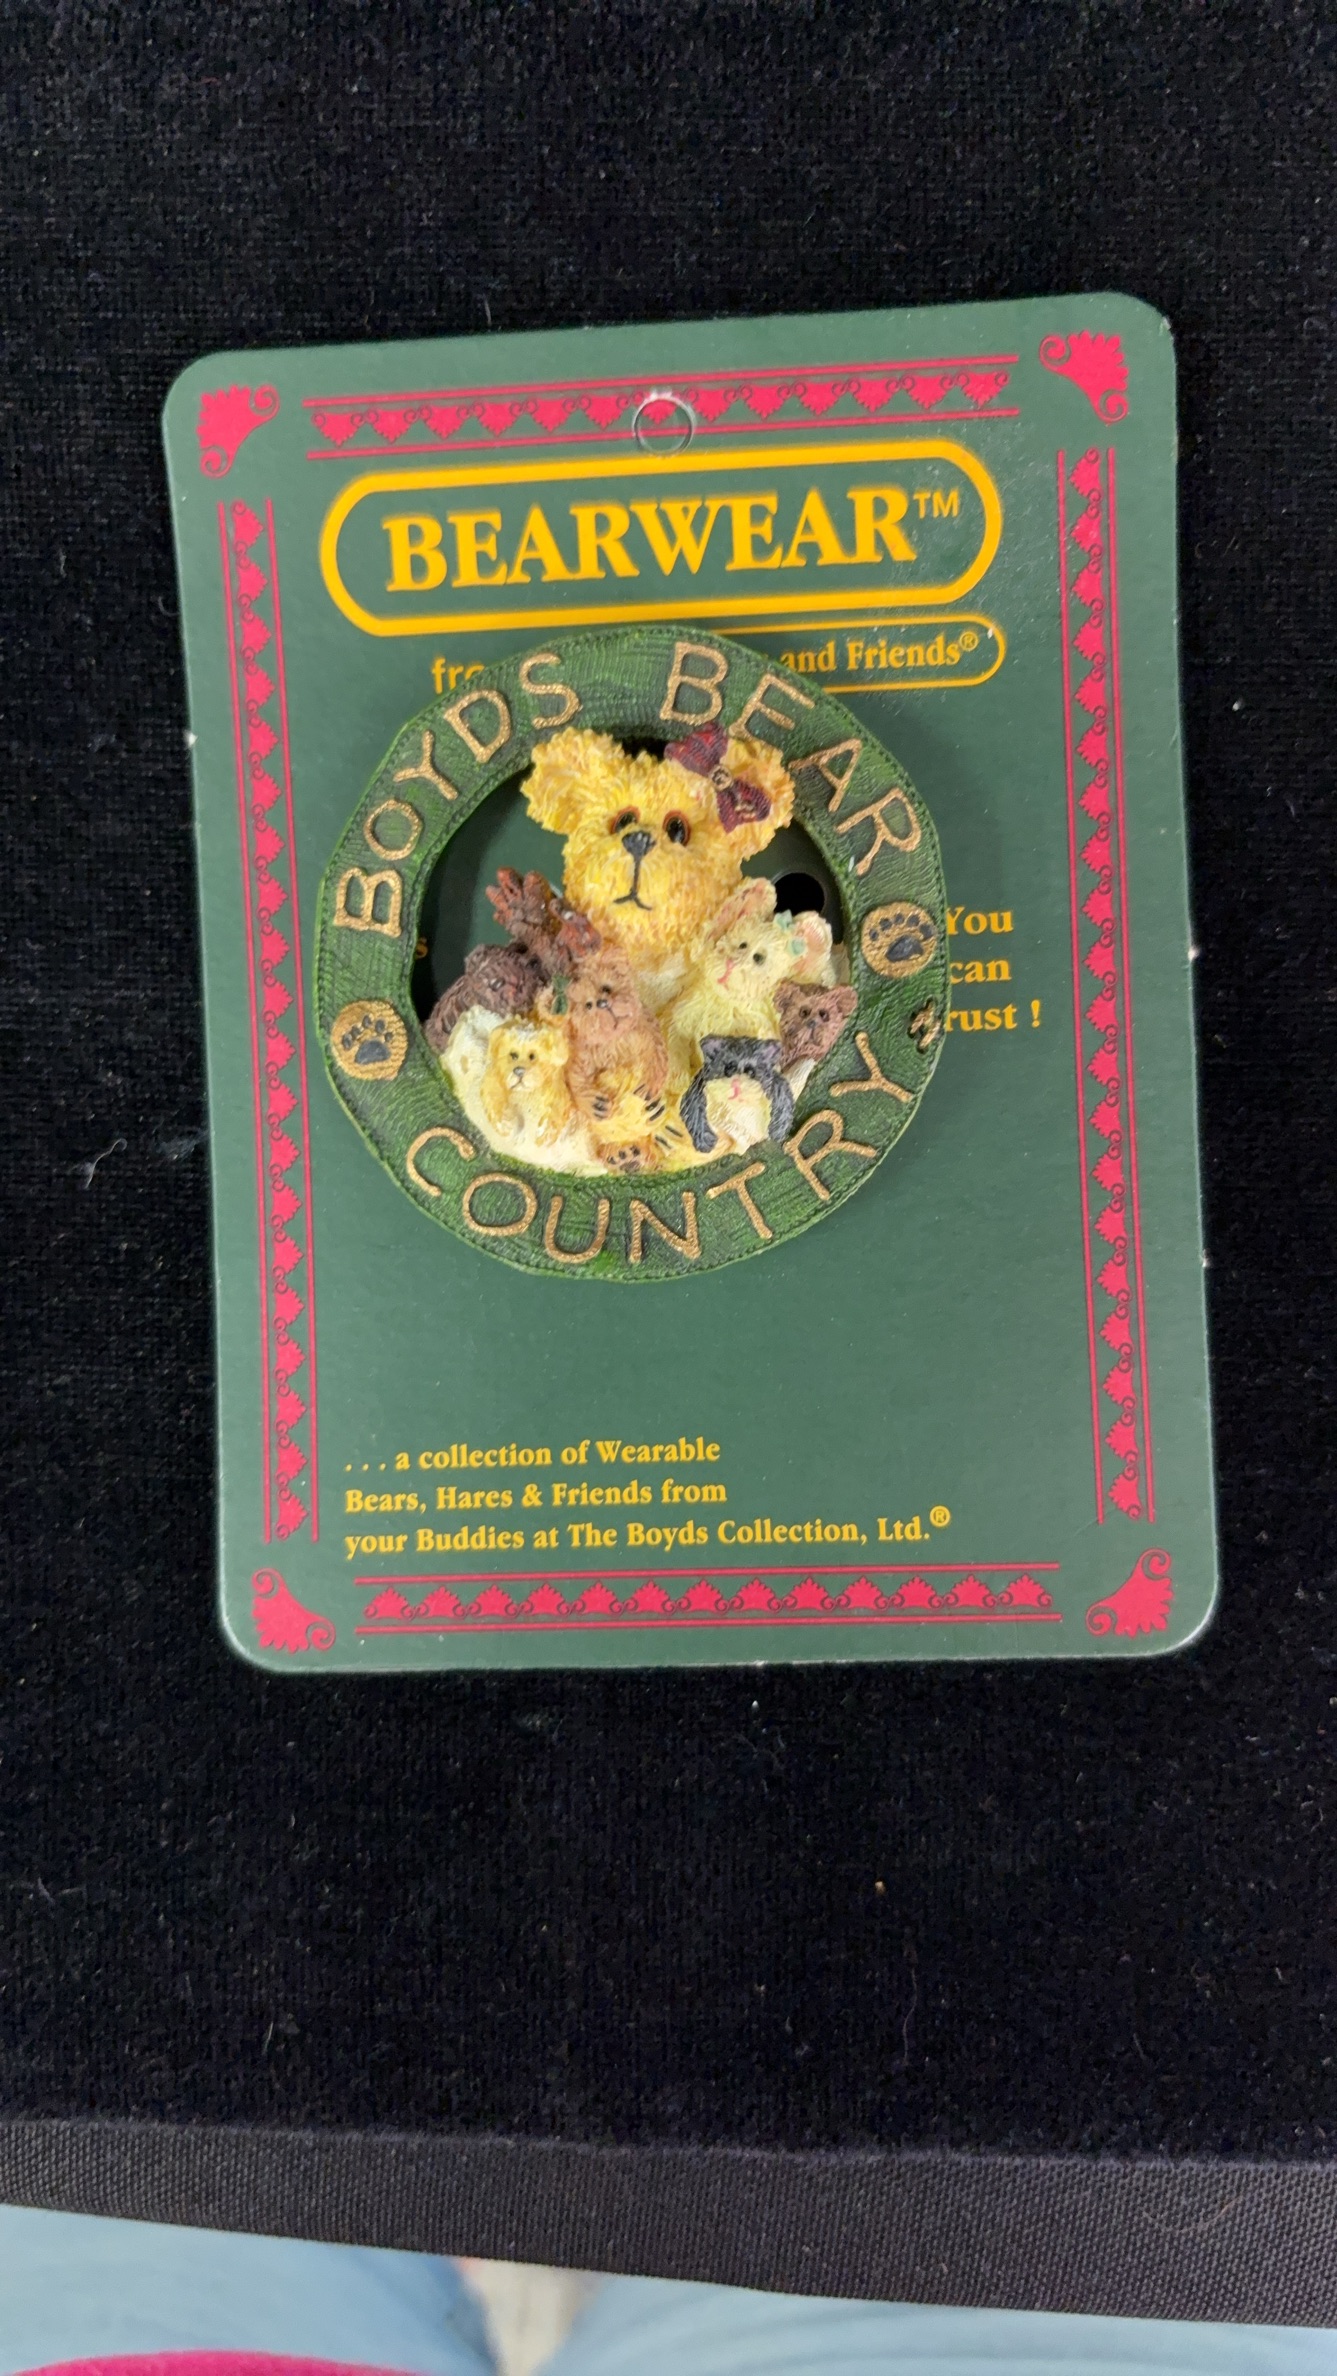 BEARWEAR™
and Friends®
BOYDS BEAR
COUNTRY
You
can
. . . a collection of Wearable
Bears, Hares & Friends from
your Buddies at The Boyds Collection, Ltd.®